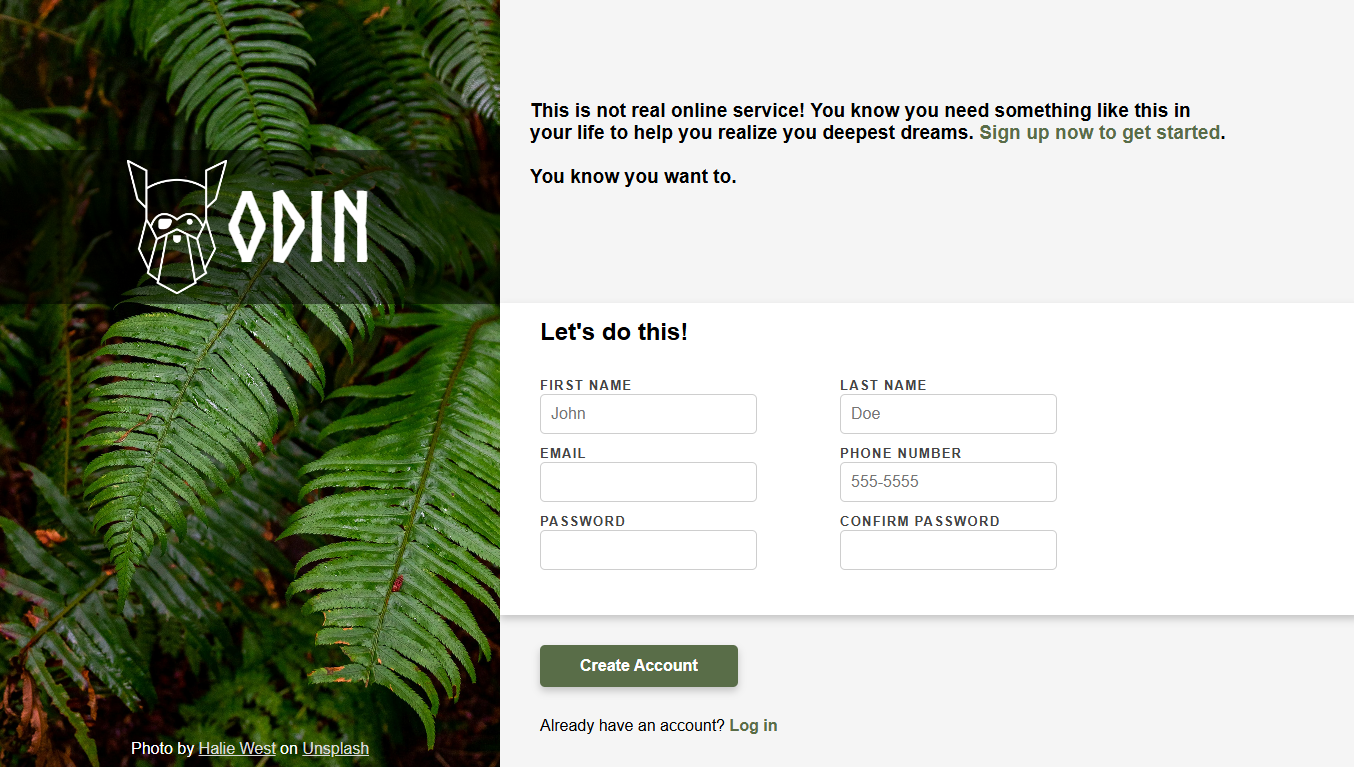 ODIN
Photo by Halie West on Unsplash
This is not real online service! You know you need something like this in
your life to help you realize you deepest dreams. Sign up now to get started.
You know you want to.
Let's do this!
FIRST NAME
John
LAST NAME
Doe
EMAIL
PHONE NUMBER
555-5555
PASSWORD
CONFIRM PASSWORD
Create Account
Already have an account? Log in